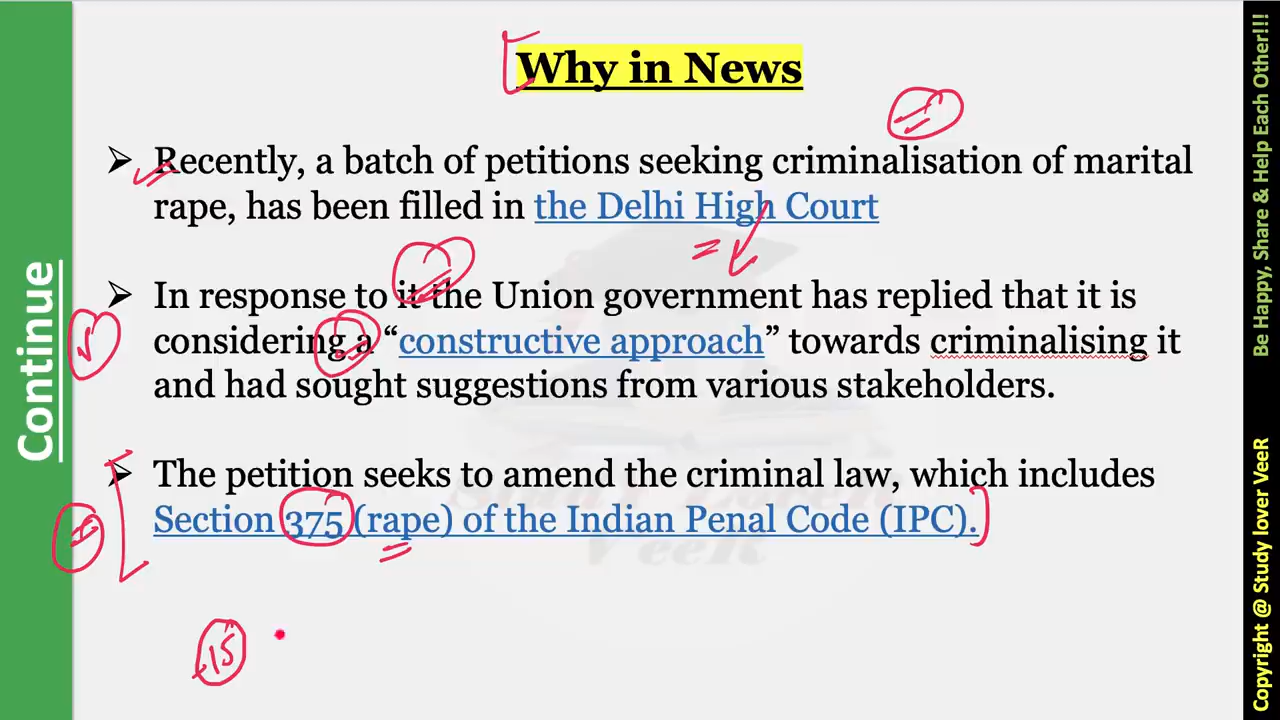 Why in News
➢ Recently, a batch of petitions seeking criminalisation of marital
rape, has been filled in the Delhi High Court
➢ In response to it the Union government has replied that it is
considering a “constructive approach” towards criminalising it
and had sought suggestions from various stakeholders.
➢ The petition seeks to amend the criminal law, which includes
Section 375 (rape) of the Indian Penal Code (IPC).
15
Continue
Be Happy, Share & Help Each Other!!!
Copyright @ Study lover VeeR
VeeR